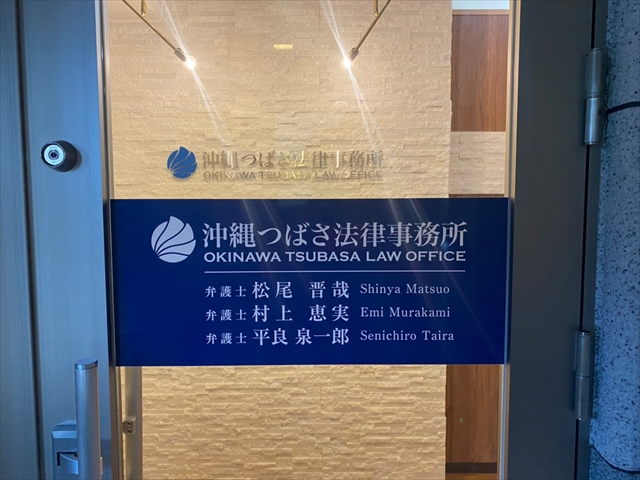 沖縄つばさ法律事務所
OKINAWA TSUBASA LAW OFFICE
沖縄つばさ法律事務所
OKINAWA TSUBASA LAW OFFICE
弁護士 松尾 晋哉 Shinya Matsuo
弁護士 村上 恵実 Emi Murakami
弁護士 平良 泉一郎 Senichiro Taira